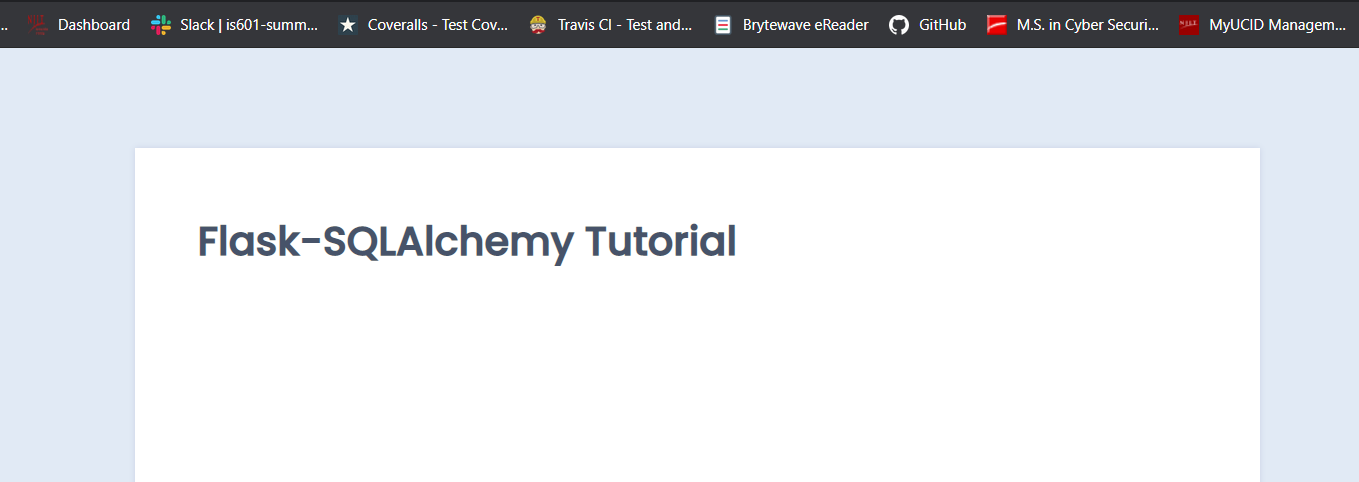 .. Dashboard Slack | is601-summ... Coveralls - Test Cov... Travis CI - Test and... Brytewave eReader GitHub M.S. in Cyber Securi... MyUCID Managem...
Flask-SQLAlchemy Tutorial